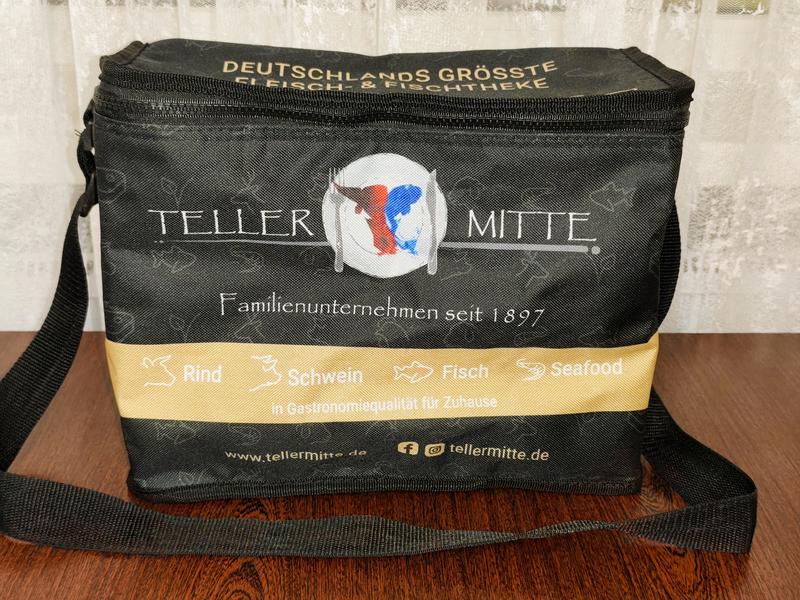 DEUTSCHLANDS GRÖSSTE
FLEISCH- & FISCHTHEKE
TELLER MITTE
Familienunternehmen seit 1897
Rind Schwein Fisch Seafood
in Gastronomiequalität für Zuhause
www.tellermitte.de tellermitte.de